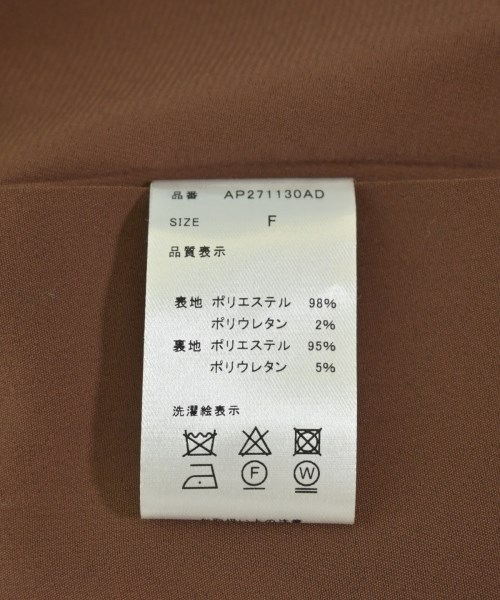 品番 AP271130AD
SIZE F
品質表示
表地 ポリエステル 98%
ポリウレタン 2%
裏地 ポリエステル 95%
ポリウレタン 5%
洗濯絵表示
F W